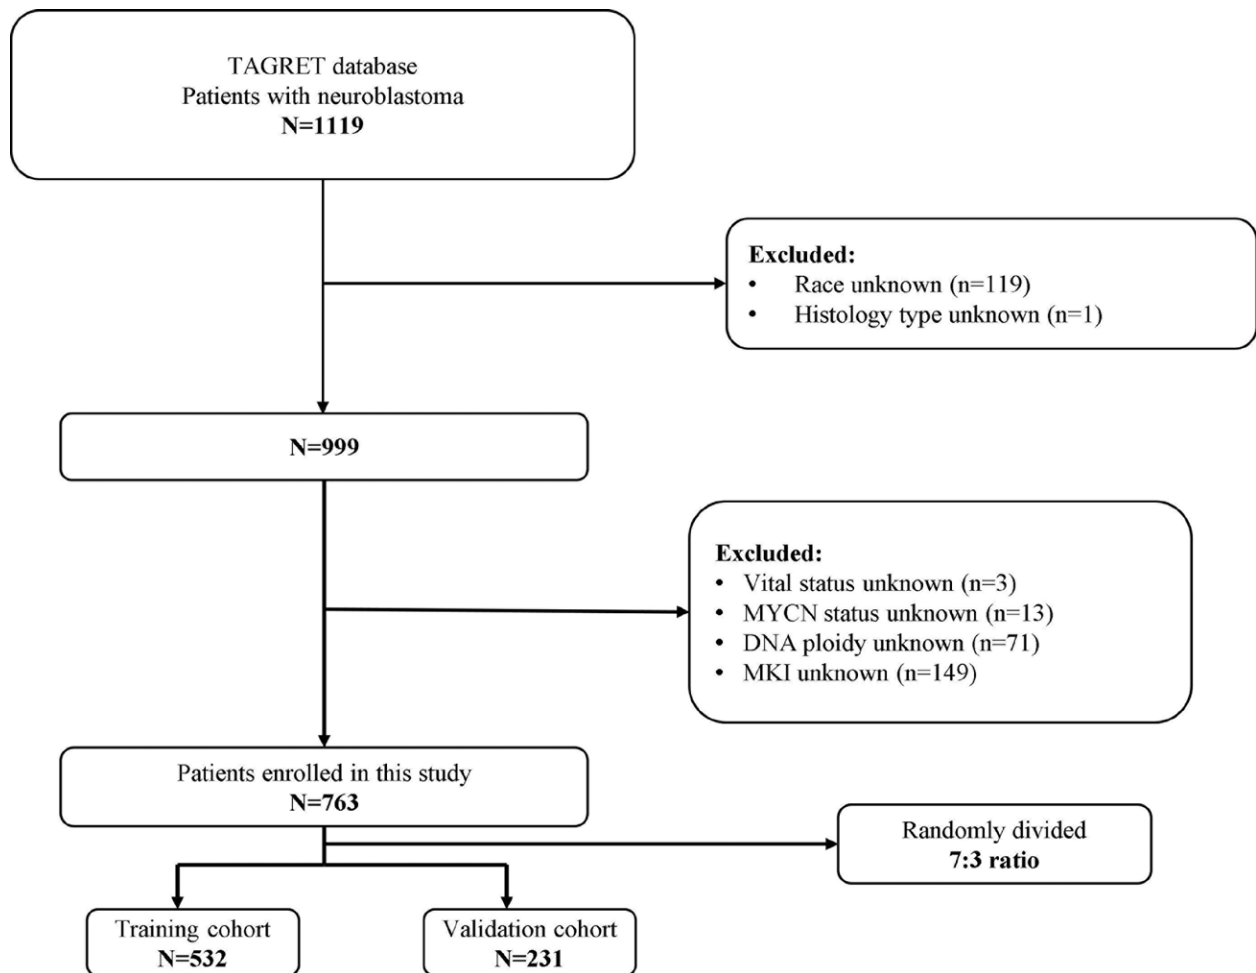 TAGRET database
Patients with neuroblastoma
N=1119
Excluded:
• Race unknown (n=119)
• Histology type unknown (n=1)
N=999
Excluded:
• Vital status unknown (n=3)
• MYCN status unknown (n=13)
• DNA ploidy unknown (n=71)
• MKI unknown (n=149)
Patients enrolled in this study
N=763
Randomly divided
7:3 ratio
Training cohort
N=532
Validation cohort
N=231